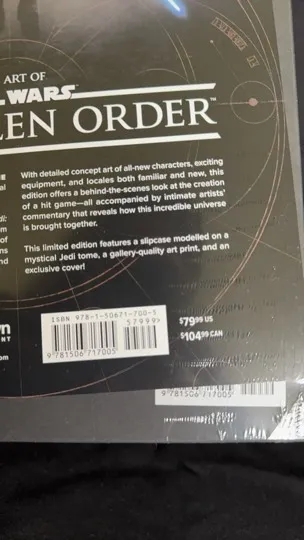 ART OF
WARS
EN ORDER™
With detailed concept art of all-new characters, exciting
equipment, and locales both familiar and new, this
edition offers a behind-the-scenes look at the creation
of a hit game—all accompanied by intimate artists'
commentary that reveals how this incredible universe
is brought together.
This limited edition features a slipcase modelled on a
mystical Jedi tome, a gallery-quality art print, and an
exclusive cover!
di:
of
ISBN 978-1-50671-700-5
57999>
9 781506 717005
$79.99 US
$104.99 CAN
9 781506 717005